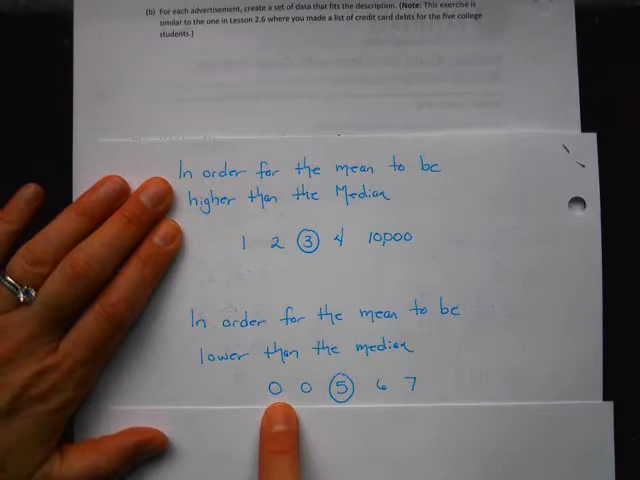 (b) For each advertisement, create a set of data that fits the description. (Note: This exercise is
similar to the one in Lesson 2.6 where you made a list of credit card debts for the five college
students.)
In order for the mean to be
higher than the Median
1 2 3 4 10,000
In order for the mean to be
lower than the median
0 0 5 6 7